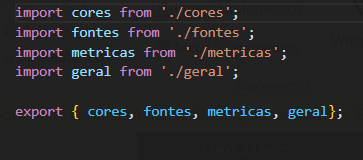 import cores from './cores';
import fontes from './fontes';
import metricas from './metricas';
import geral from './geral';
export { cores, fontes, metricas, geral};